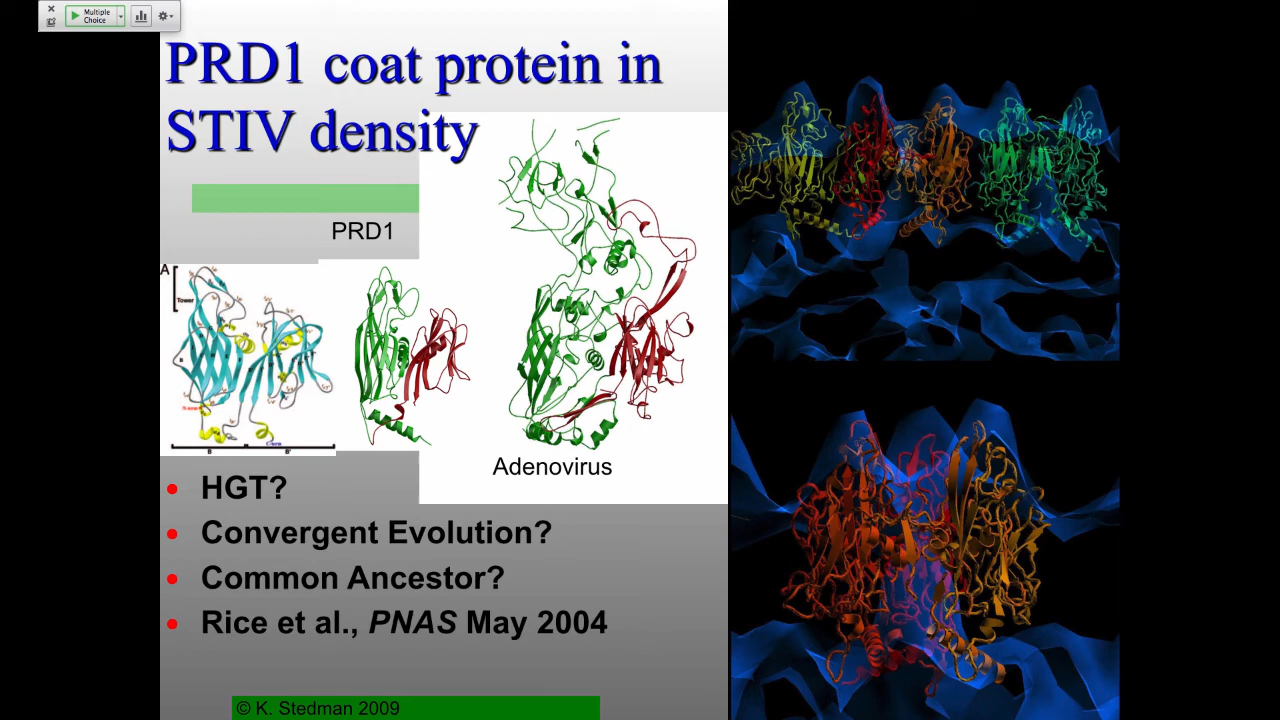 Multiple
Choice
PRD1 coat protein in
STIV density
PRD1
A
Tower
B
B'
Adenovirus
HGT?
Convergent Evolution?
Common Ancestor?
Rice et al., PNAS May 2004
© K. Stedman 2009